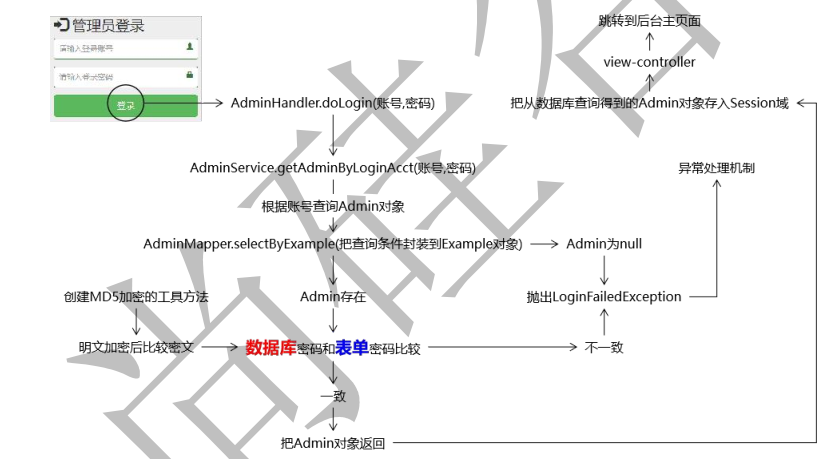 管理员登录
请输入登录账号
请输入登录密码
登录
AdminHandler.doLogin(账号,密码)
AdminService.getAdminByLoginAcct(账号,密码)
根据账号查询Admin对象
AdminMapper.selectByExample(把查询条件封装到Example对象)
Admin为null
创建MD5加密的工具方法
Admin存在
抛出LoginFailedException
明文加密后比较密文
数据库密码和表单密码比较
不一致
一致
把Admin对象返回
跳转到后台主页面
view-controller
把从数据库查询得到的Admin对象存入Session域
异常处理机制
尚硅谷